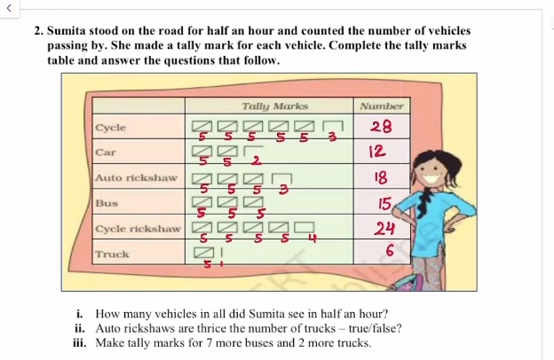 2. Sumita stood on the road for half an hour and counted the number of vehicles
passing by. She made a tally mark for each vehicle. Complete the tally marks
table and answer the questions that follow.
Tally Marks Number
Cycle 5 5 5 5 5 3 28
Car 5 5 2 12
Auto rickshaw 5 5 5 3 18
Bus 5 5 5 15
Cycle rickshaw 5 5 5 5 4 24
Truck 5 1 6
i. How many vehicles in all did Sumita see in half an hour?
ii. Auto rickshaws are thrice the number of trucks – true/false?
iii. Make tally marks for 7 more buses and 2 more trucks.